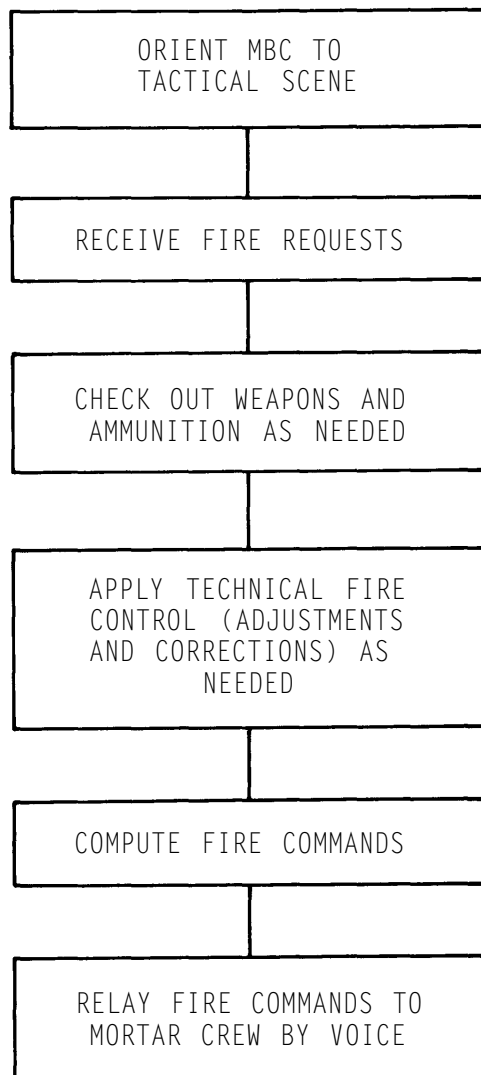 ORIENT MBC TO
TACTICAL SCENE
RECEIVE FIRE REQUESTS
CHECK OUT WEAPONS AND
AMMUNITION AS NEEDED
APPLY TECHNICAL FIRE
CONTROL (ADJUSTMENTS
AND CORRECTIONS) AS
NEEDED
COMPUTE FIRE COMMANDS
RELAY FIRE COMMANDS TO
MORTAR CREW BY VOICE